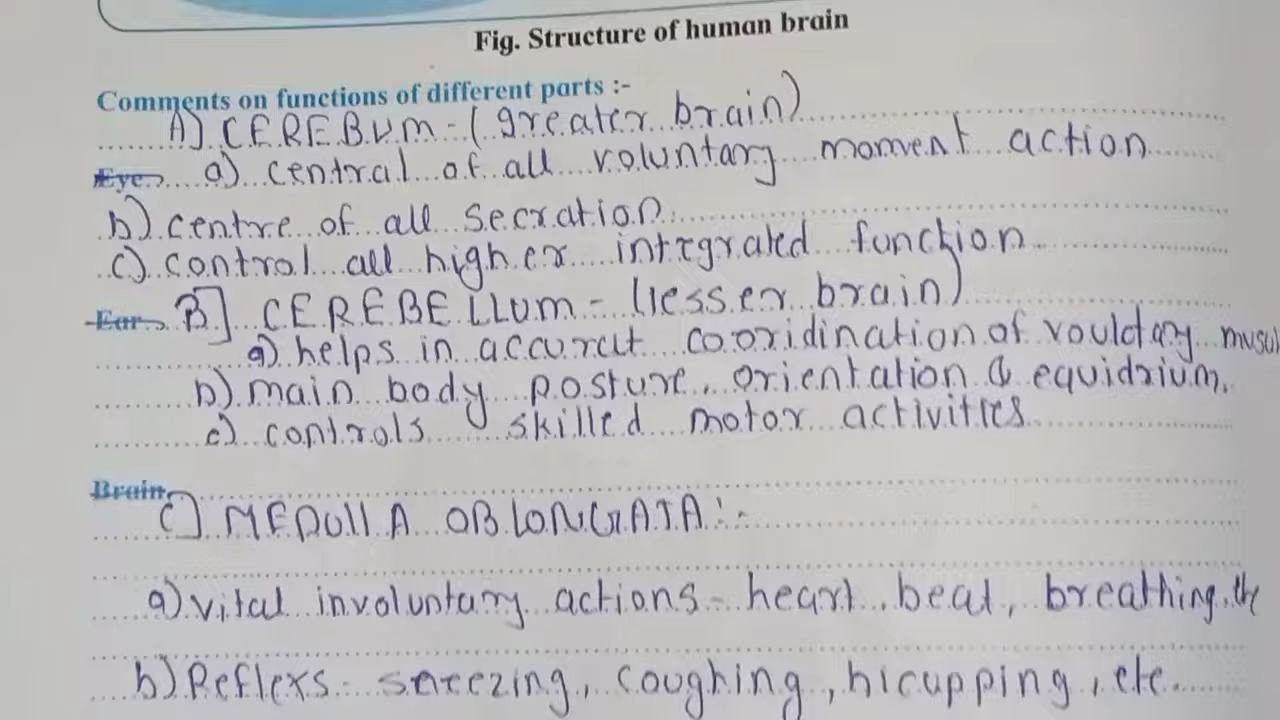 Fig. Structure of human brain
Comments on functions of different parts :-
A) CEREBUM - (greater brain)
Eye a) central of all voluntary moment action
b) centre of all secration
c) control all higher integrated function
Ear B] CEREBELLUM - (lesser brain)
a) helps in accurat cooridination of vouldtary musul
b) main body posture, orientation & equidrium.
c) controls skilled motor activities
Brain
C) MEDULLA OBLONGATA :-
a) vital involuntary actions - heart beat, breathing,
b) Reflexs - sneezing, coughing, hicupping, etc.